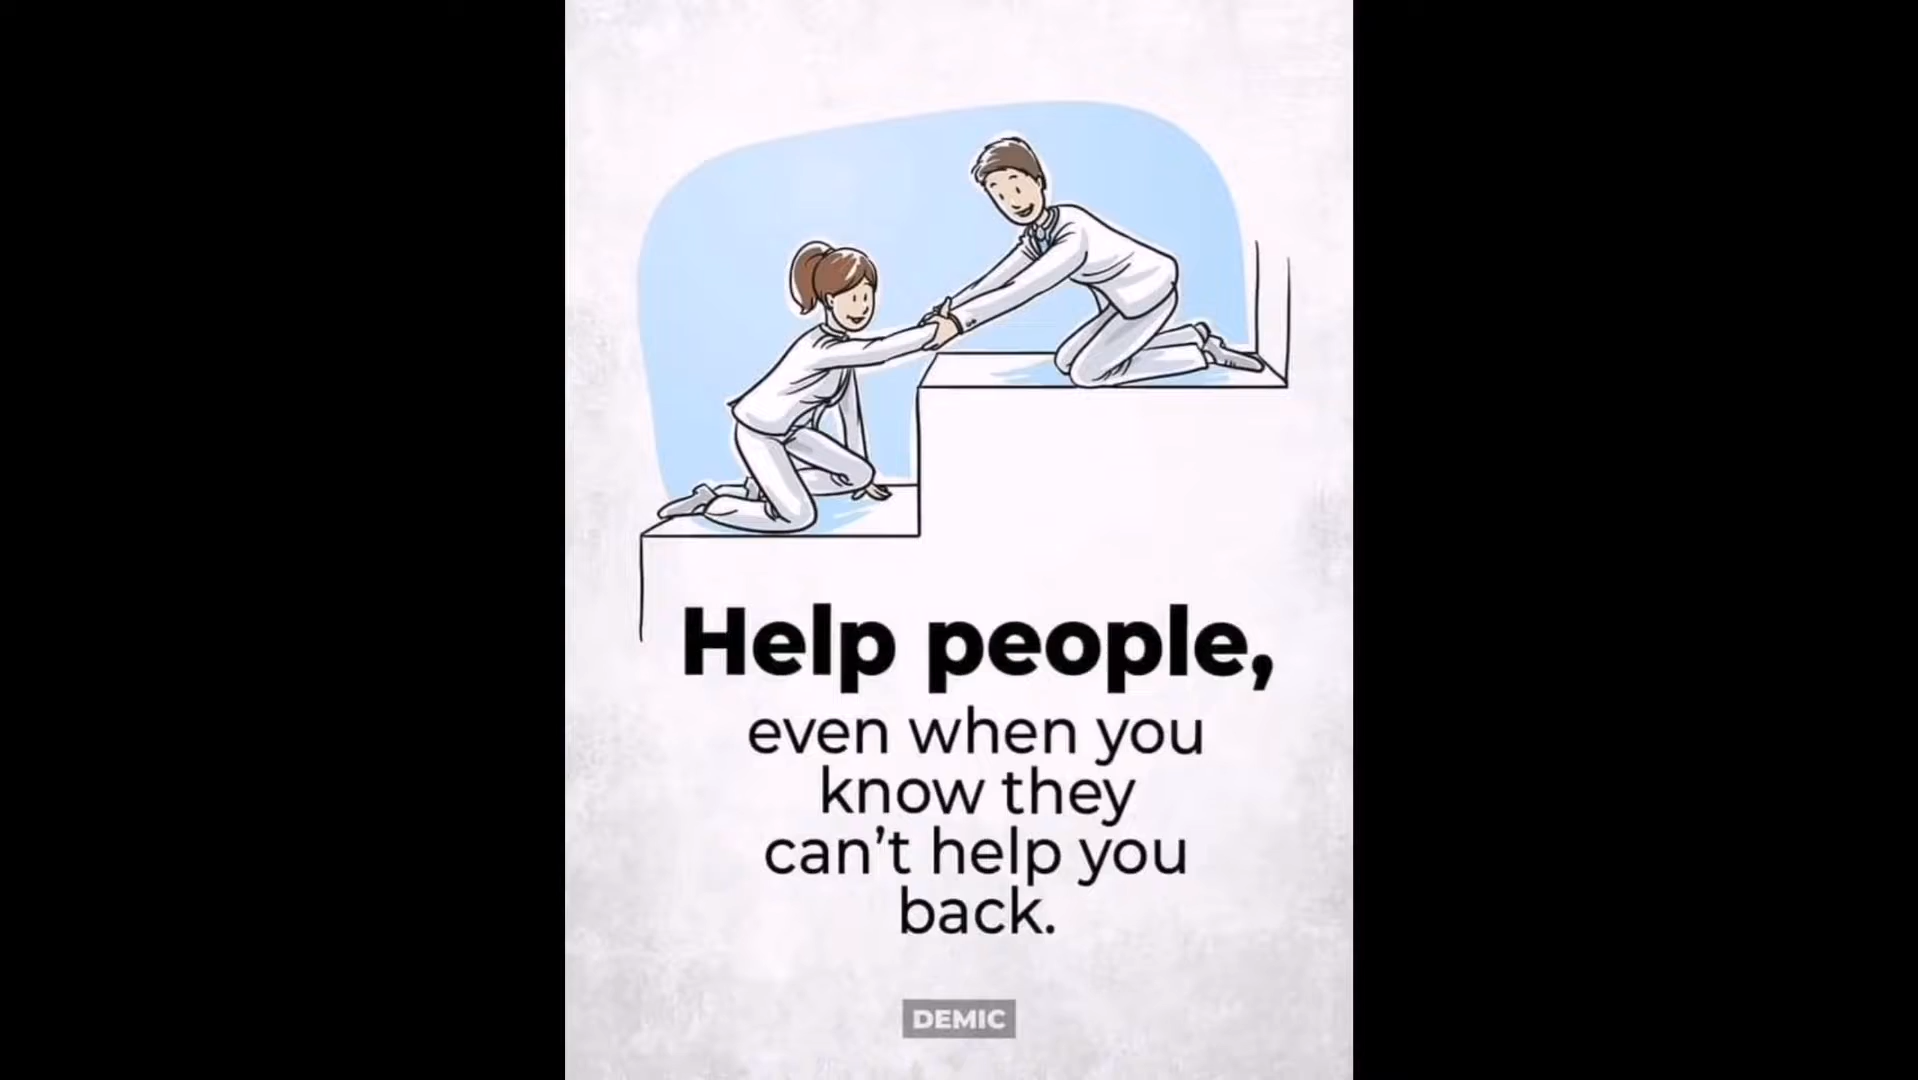 Help people,
even when you
know they
can't help you
back.
DEMIC